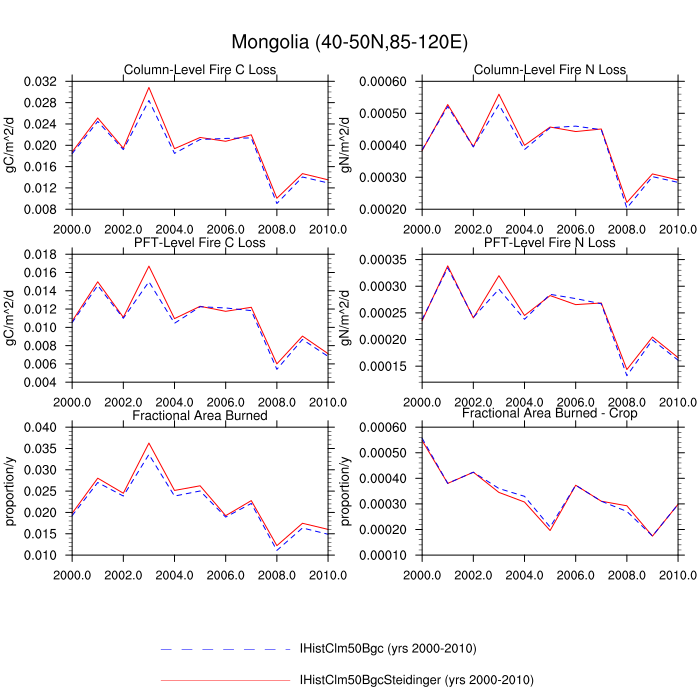 Mongolia (40-50N,85-120E)
Column-Level Fire C Loss
gC/m^2/d
0.032
0.028
0.024
0.020
0.016
0.012
0.008
2000.0 2002.0 2004.0 2006.0 2008.0 2010.0
Column-Level Fire N Loss
gN/m^2/d
0.00060
0.00050
0.00040
0.00030
0.00020
2000.0 2002.0 2004.0 2006.0 2008.0 2010.0
PFT-Level Fire C Loss
gC/m^2/d
0.018
0.016
0.014
0.012
0.010
0.008
0.006
0.004
2000.0 2002.0 2004.0 2006.0 2008.0 2010.0
PFT-Level Fire N Loss
gN/m^2/d
0.00035
0.00030
0.00025
0.00020
0.00015
2000.0 2002.0 2004.0 2006.0 2008.0 2010.0
Fractional Area Burned
proportion/y
0.040
0.035
0.030
0.025
0.020
0.015
0.010
2000.0 2002.0 2004.0 2006.0 2008.0 2010.0
Fractional Area Burned - Crop
proportion/y
0.00060
0.00050
0.00040
0.00030
0.00020
0.00010
2000.0 2002.0 2004.0 2006.0 2008.0 2010.0
IHistClm50Bgc (yrs 2000-2010)
IHistClm50BgcSteidinger (yrs 2000-2010)